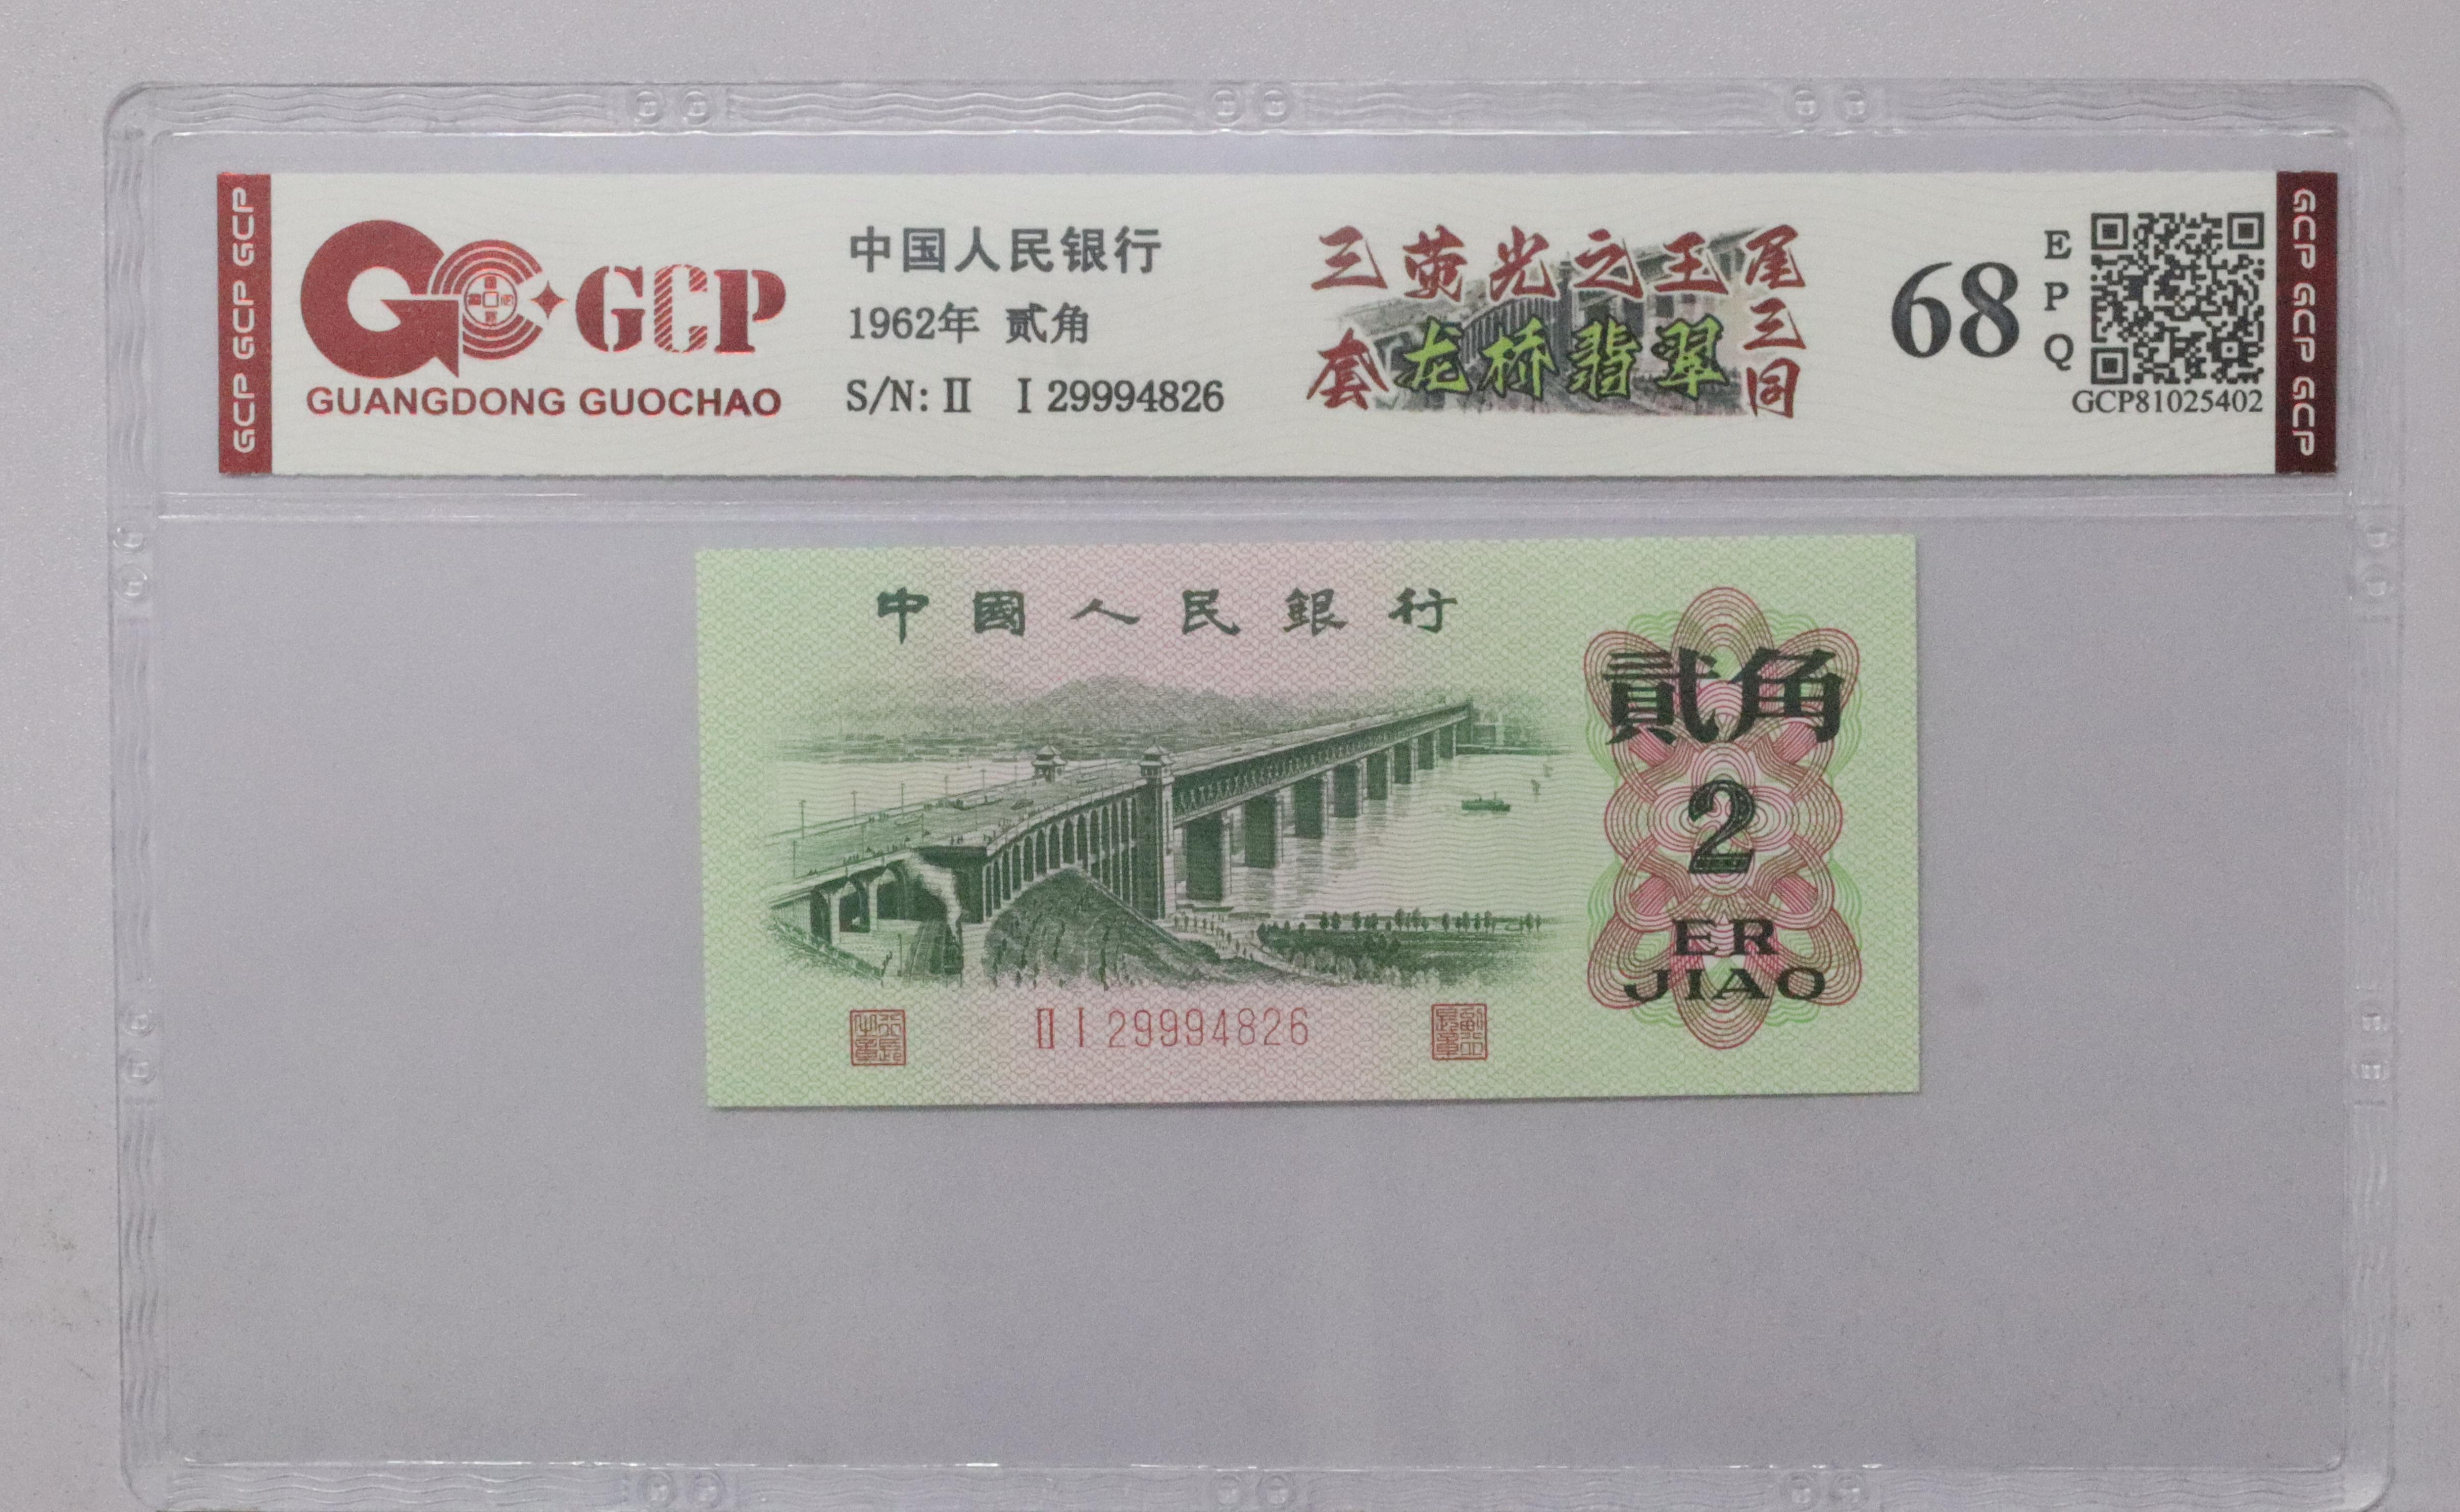 GCP GCP GCP
GCP
GUANGDONG GUOCHAO
中国人民银行
1962年 贰角
S/N: II I 29994826
三荧光之王尾三同
套龙桥翡翠
68
EPQ
GCP81025402
GCP GCP GCP
中國人民銀行
貳角
2
ER
JIAO
II I 29994826